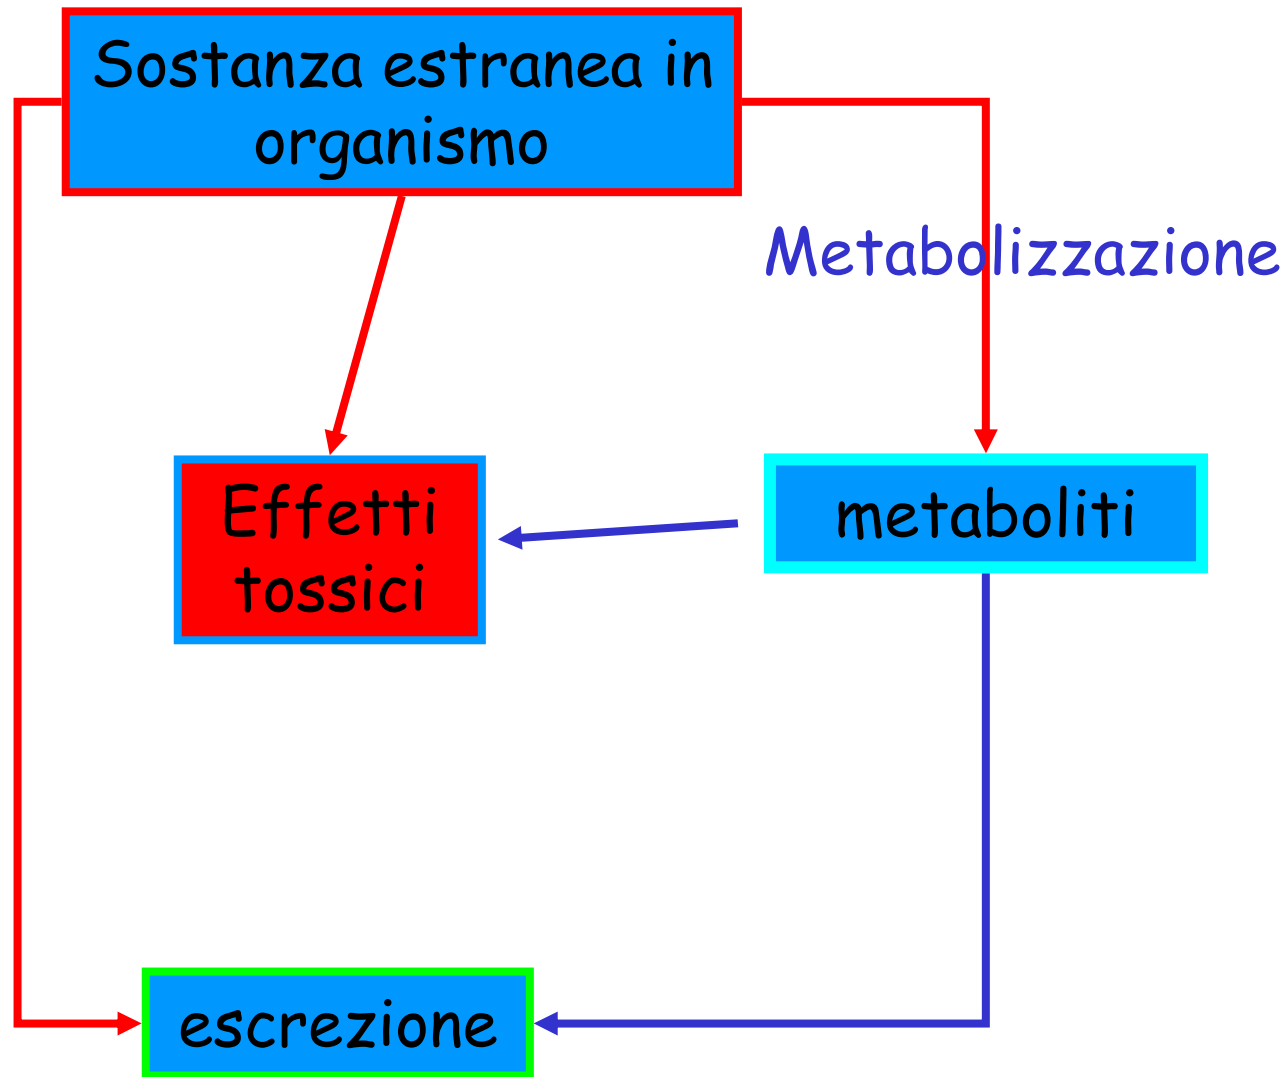 Sostanza estranea in
organismo
Metabolizzazione
Effetti
tossici
metaboliti
escrezione